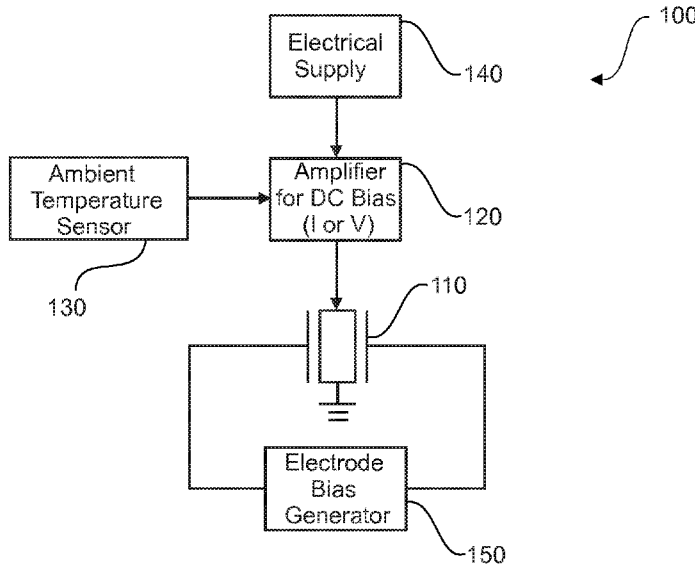 100
Electrical
Supply
140
Ambient
Temperature
Sensor
130
Amplifier
for DC Bias
(I or V)
120
110
Electrode
Bias
Generator
150